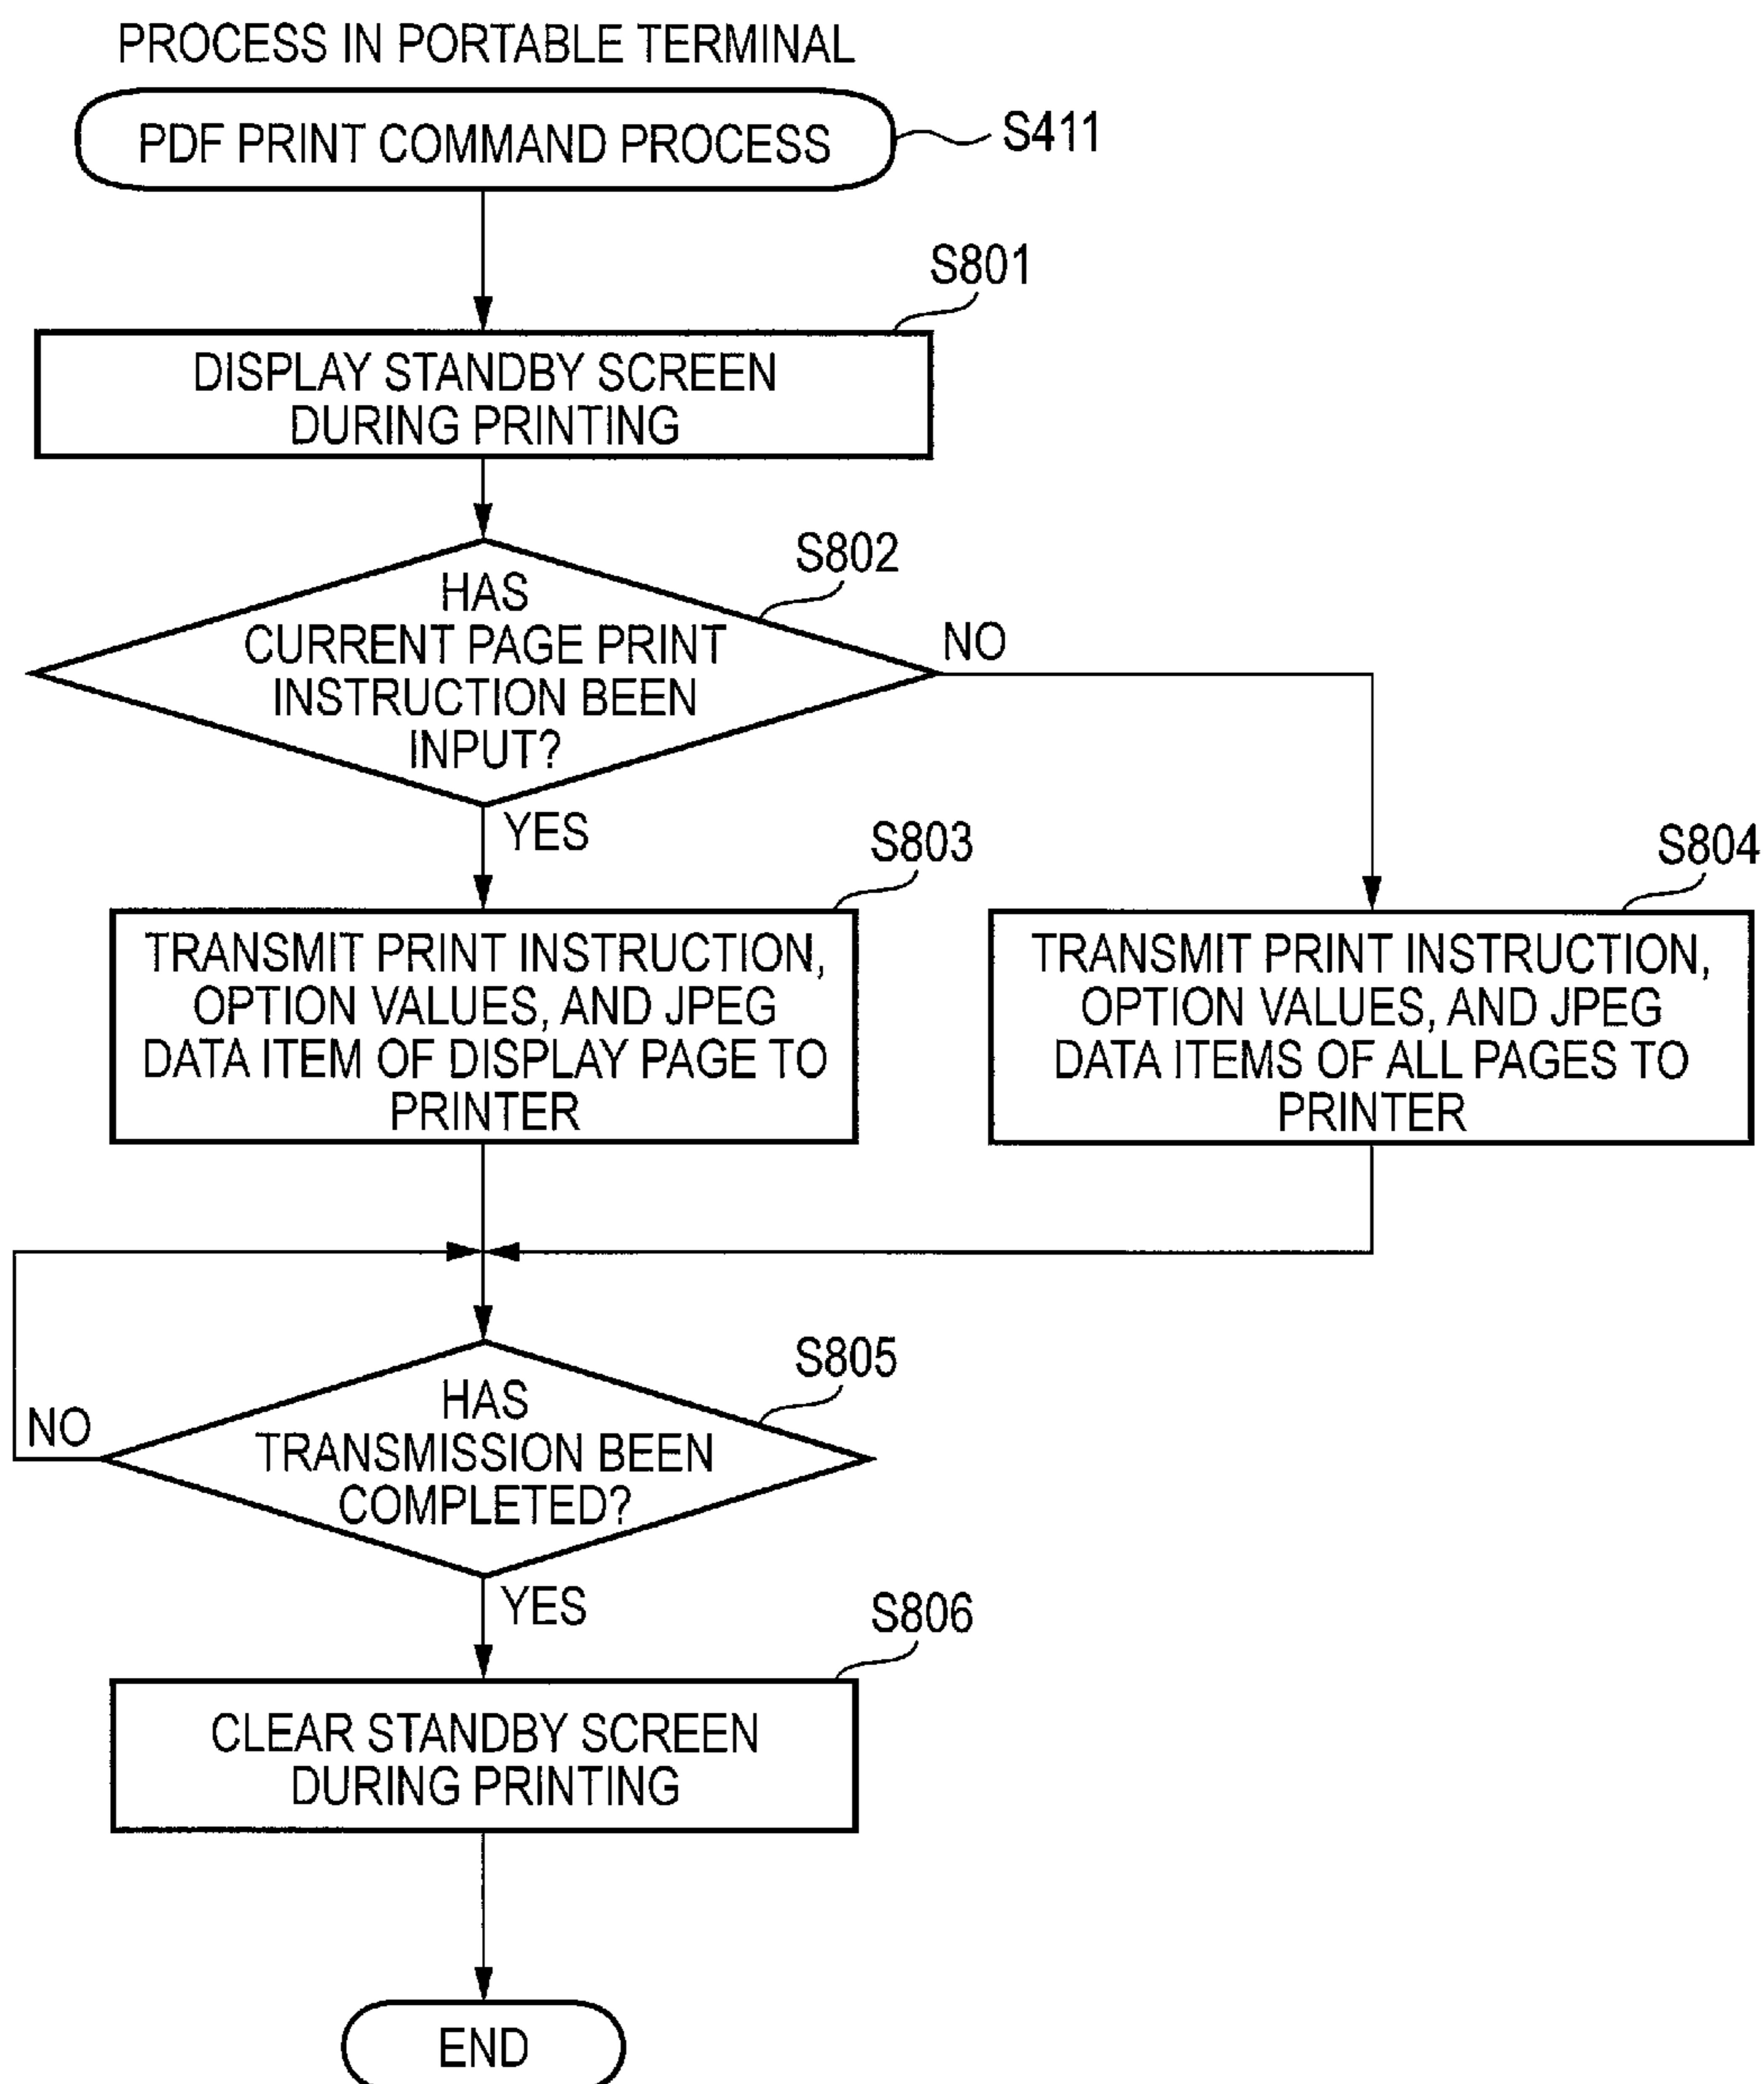 PROCESS IN PORTABLE TERMINAL
PDF PRINT COMMAND PROCESS
S411
S801
DISPLAY STANDBY SCREEN
DURING PRINTING
S802
HAS
CURRENT PAGE PRINT
INSTRUCTION BEEN
INPUT?
NO
YES
S803
TRANSMIT PRINT INSTRUCTION,
OPTION VALUES, AND JPEG
DATA ITEM OF DISPLAY PAGE TO
PRINTER
S804
TRANSMIT PRINT INSTRUCTION,
OPTION VALUES, AND JPEG
DATA ITEMS OF ALL PAGES TO
PRINTER
S805
HAS
TRANSMISSION BEEN
COMPLETED?
NO
YES
S806
CLEAR STANDBY SCREEN
DURING PRINTING
END